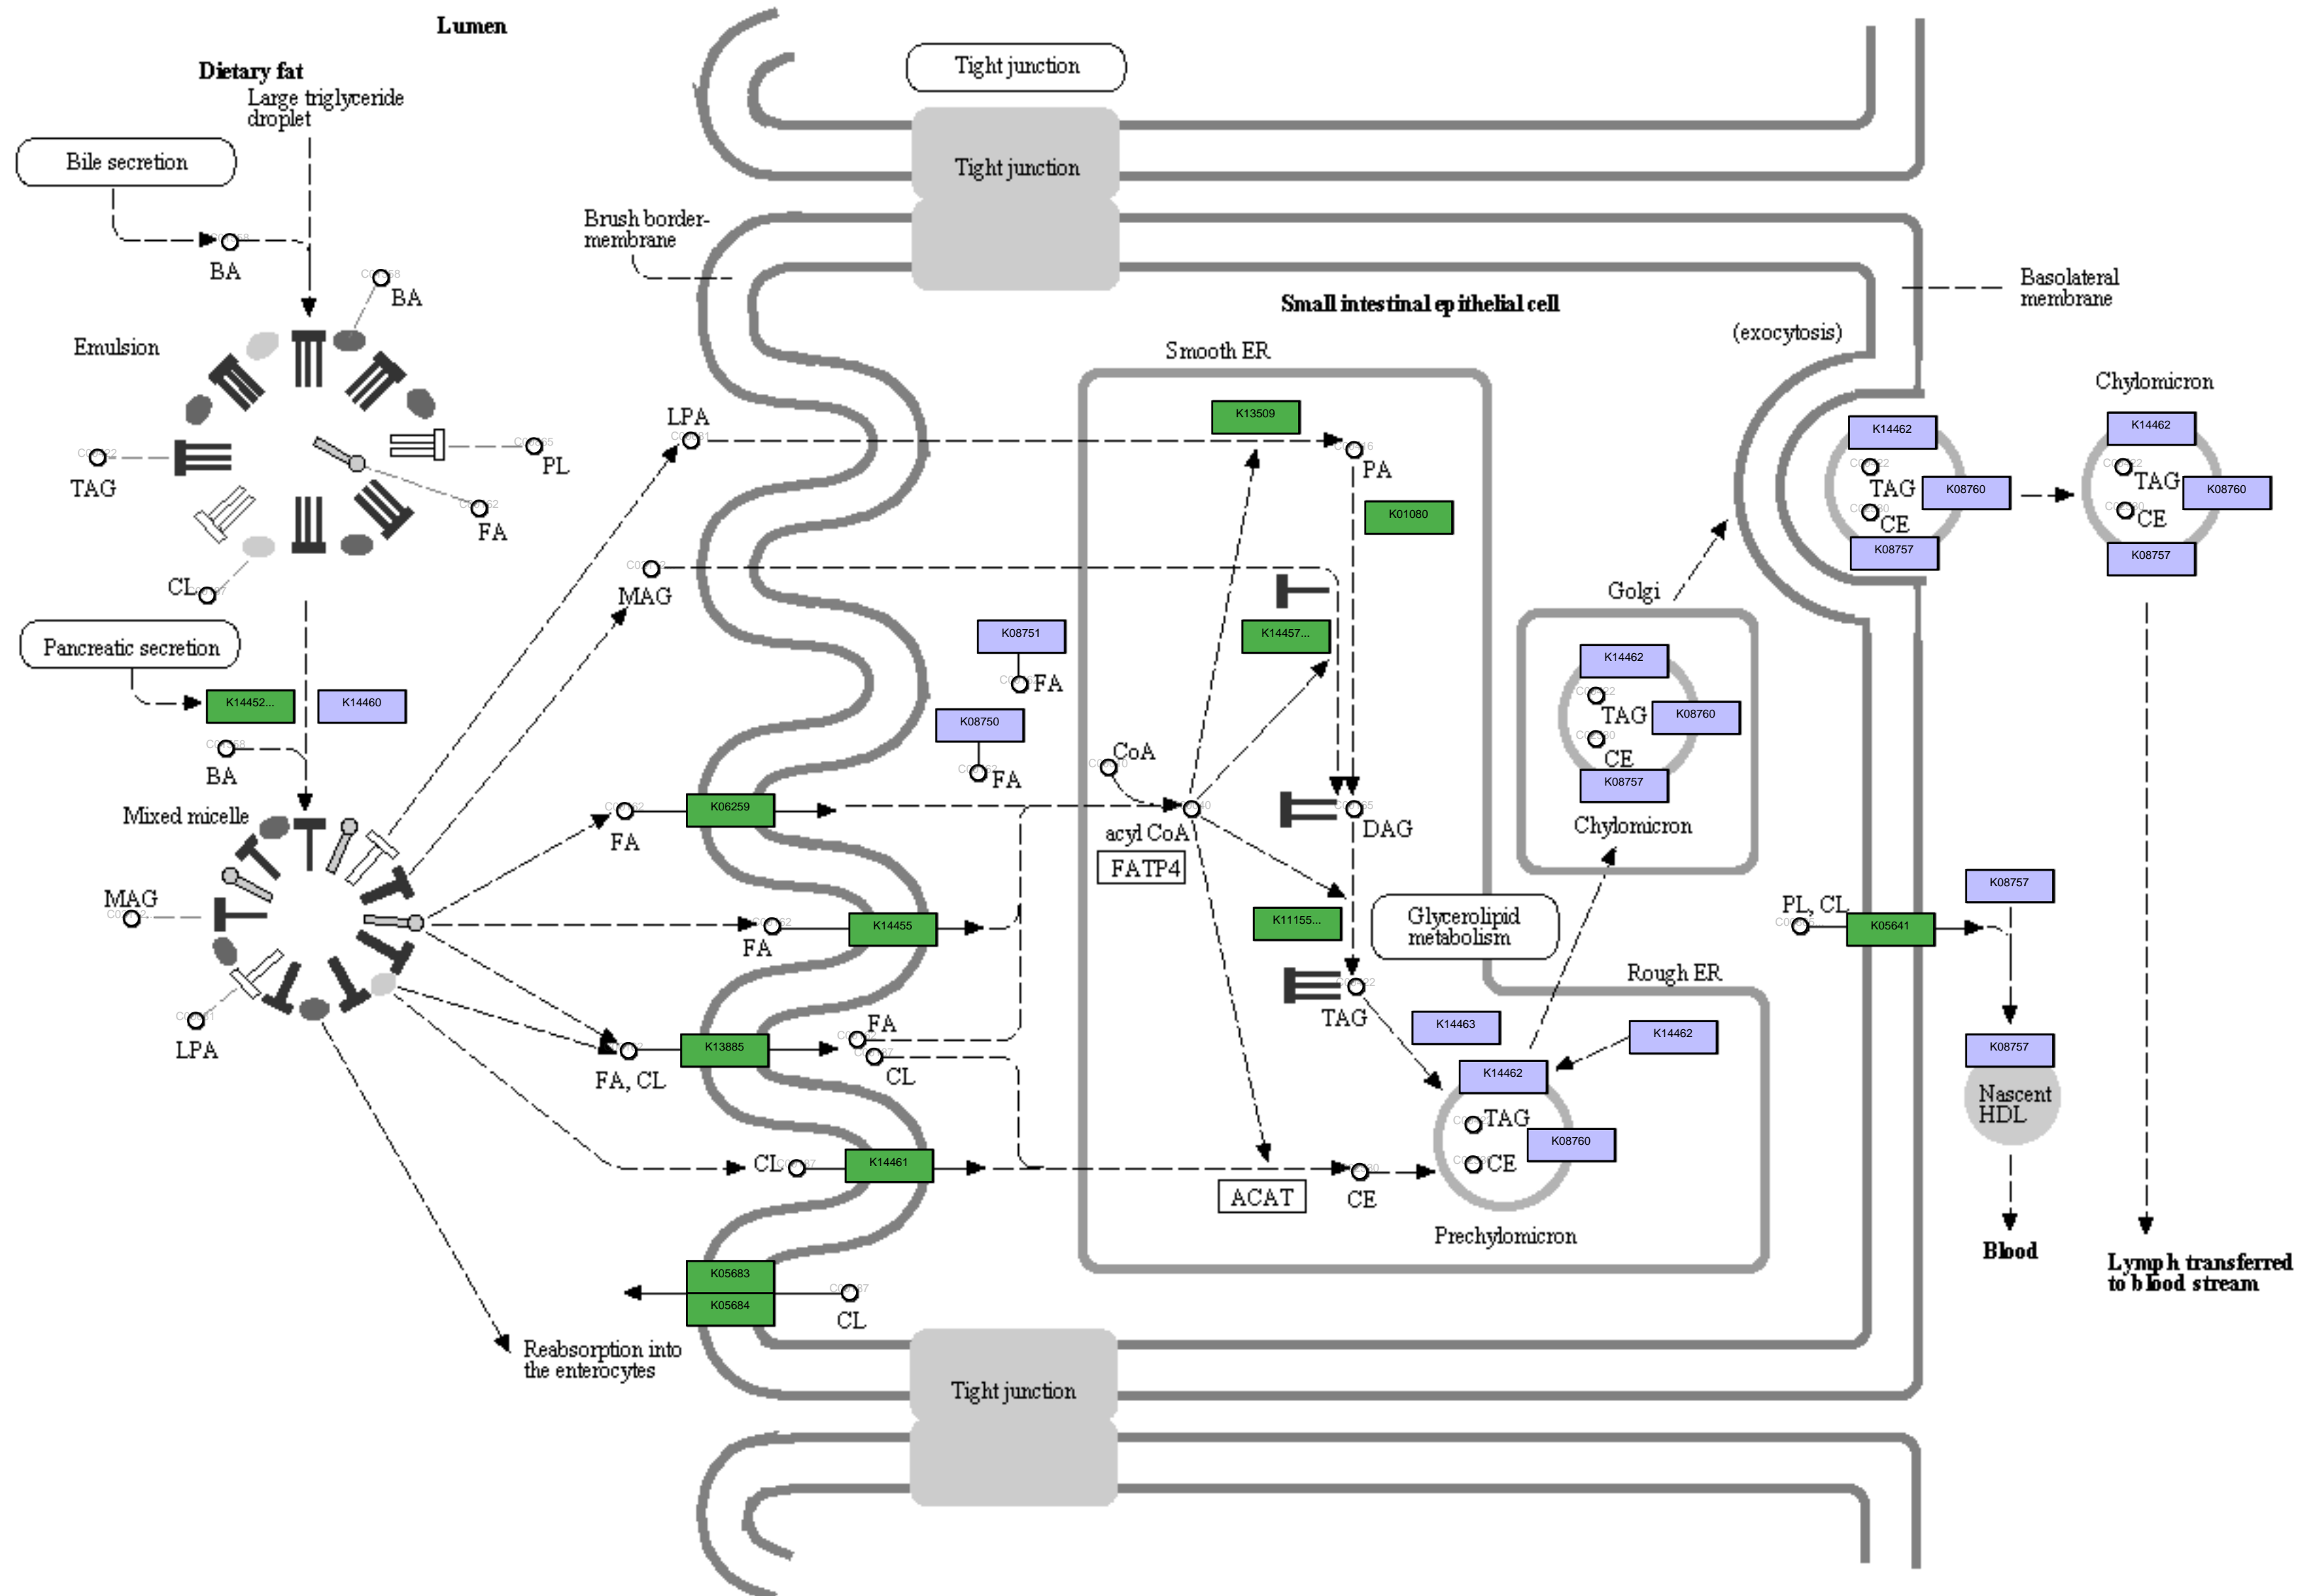 Lumen
Dietary fat
Large triglyceride
droplet
Bile secretion
BA
BA
Emulsion
TAG
PL
FA
CL
Pancreatic secretion
K14452...
K14460
BA
Mixed micelle
MAG
LPA
Tight junction
Tight junction
Brush border-
membrane
Small intestinal epithelial cell
Basolateral
membrane
(exocytosis)
Smooth ER
LPA
K13509
PA
K01080
MAG
K14457...
K08751
FA
K08750
FA
CoA
FA
K06259
acyl CoA
FATP4
DAG
FA
K14455
K11155...
Glycerolipid
metabolism
TAG
Rough ER
FA, CL
K13885
FA
CL
K14463
K14462
K14462
TAG
K08760
CE
Prechylomicron
CL
K14461
ACAT
CE
K05683
K05684
CL
Reabsorption into
the enterocytes
Tight junction
Golgi
K14462
TAG
K08760
CE
K08757
Chylomicron
K14462
TAG
K08760
CE
K08757
Chylomicron
K14462
TAG
K08760
CE
K08757
PL, CL
K05641
K08757
K08757
Nascent
HDL
Blood
Lymph transferred
to blood stream